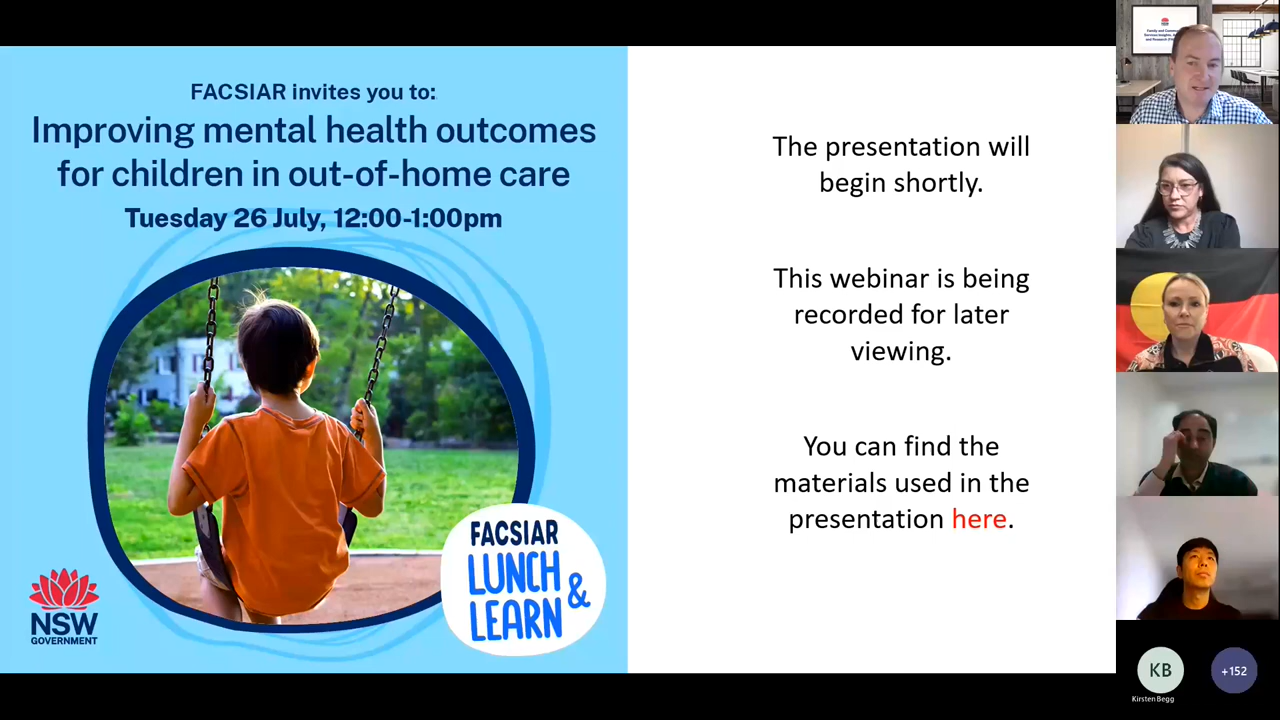 FACSIAR invites you to:
Improving mental health outcomes
for children in out-of-home care
Tuesday 26 July, 12:00-1:00pm
FACSIAR
LUNCH &
LEARN
NSW
GOVERNMENT
The presentation will
begin shortly.
This webinar is being
recorded for later
viewing.
You can find the
materials used in the
presentation here.
NSW
KB
Kirsten Begg
+152